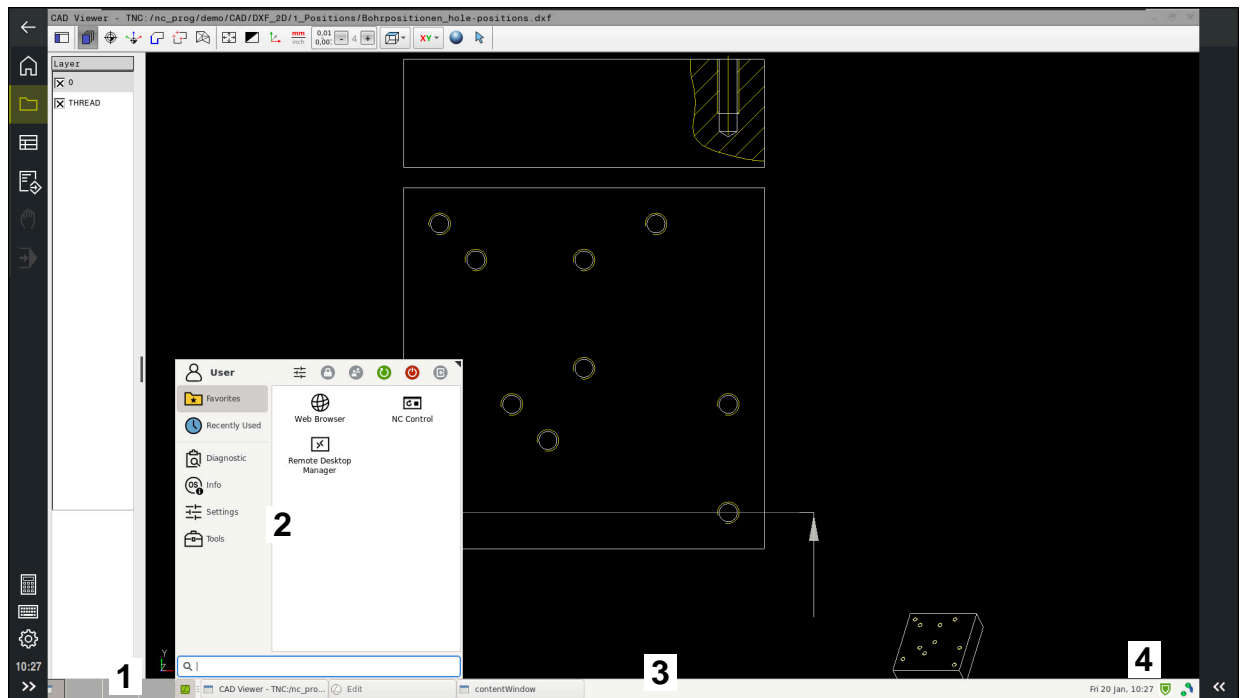 CAD Viewer - TNC:/nc_prog/demo/CAD/DXF_2D/1_Positions/Bohrpositionen_hole-positions.dxf
mm
inch
0,01
0,00
4
XY
Layer
0
THREAD
User
Favorites
Recently Used
Diagnostic
Info
Settings
Tools
Web Browser
NC Control
Remote Desktop
Manager
OS
2
Y
Z
10:27
1
CAD Viewer - TNC:/nc_pro...
Edit
contentWindow
3
4
Fri 20 Jan, 10:27